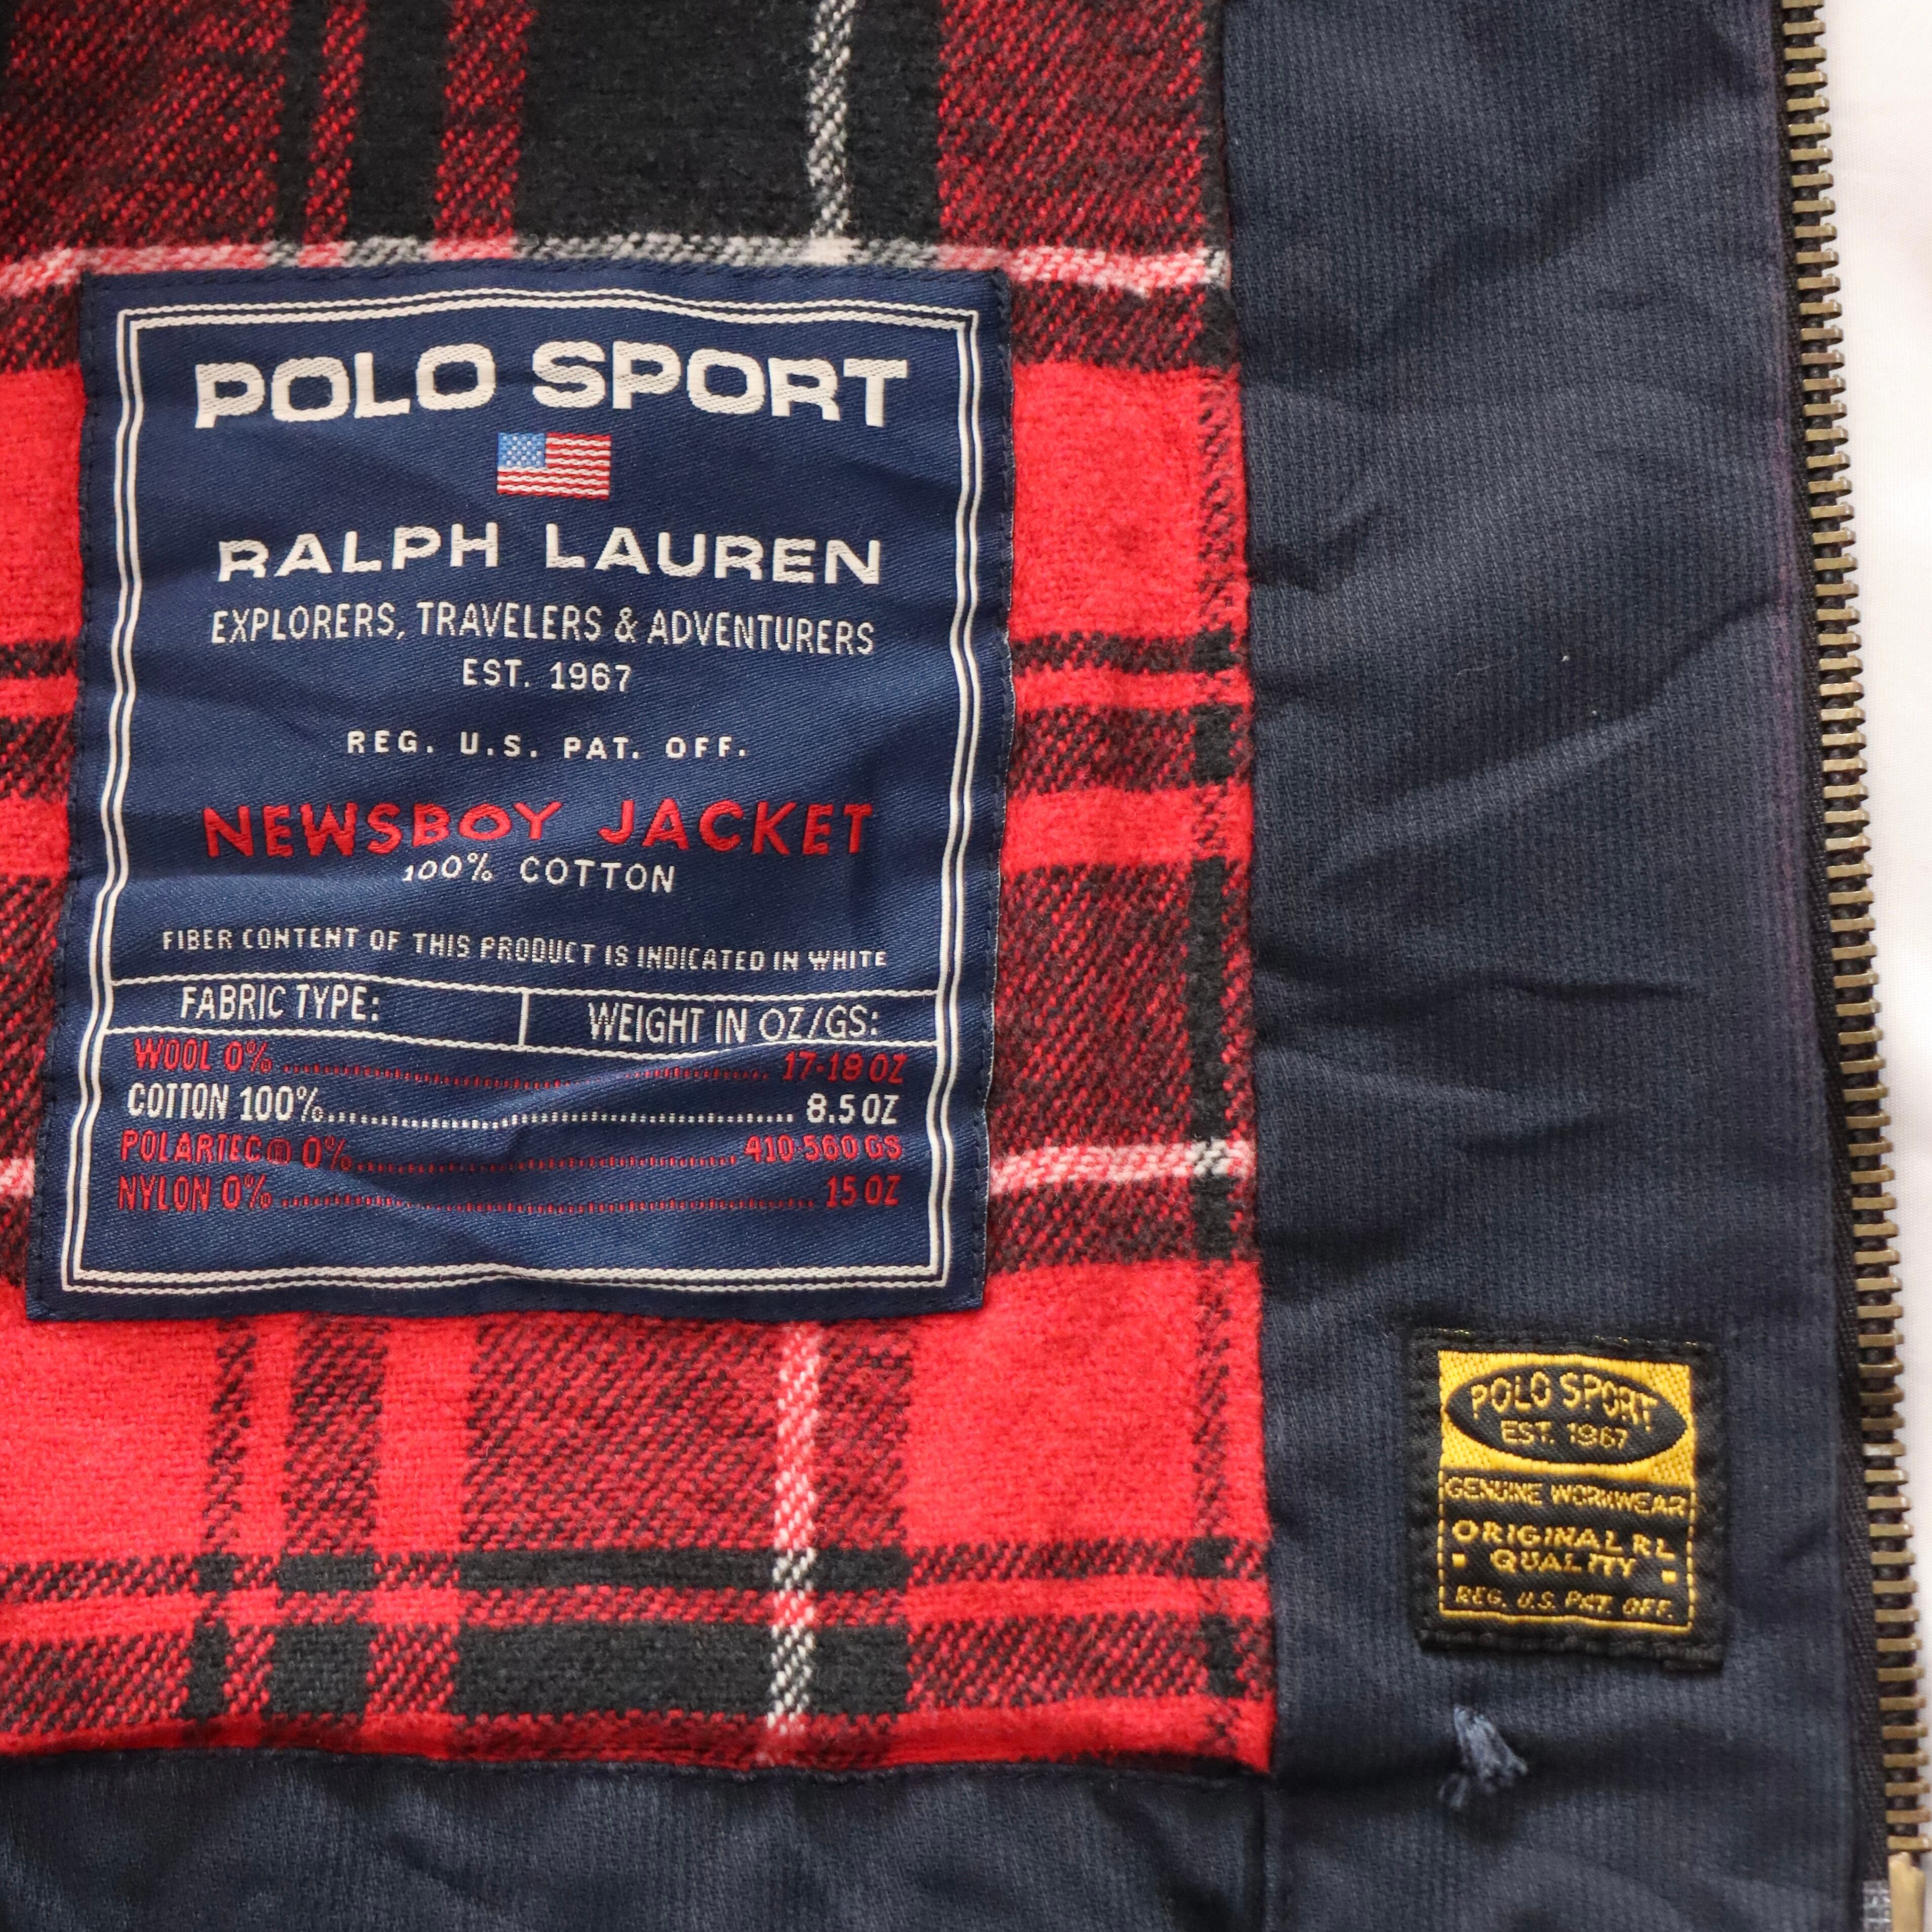 POLO SPORT
RALPH LAUREN
EXPLORERS, TRAVELERS & ADVENTURERS
EST. 1967
REG. U.S. PAT. OFF.
NEWSBOY JACKET
100% COTTON
FIBER CONTENT OF THIS PRODUCT IS INDICATED IN WHITE
FABRIC TYPE: WEIGHT IN OZ/GS:
WOOL 0% 17-18 OZ
COTTON 100% 8.5 OZ
POLARTEC® 0% 410-560 GS
NYLON 0% 15 OZ
POLO SPORT
EST. 1967
GENUINE WORKWEAR
ORIGINAL RL
QUALITY
REG. U.S. PAT. OFF.